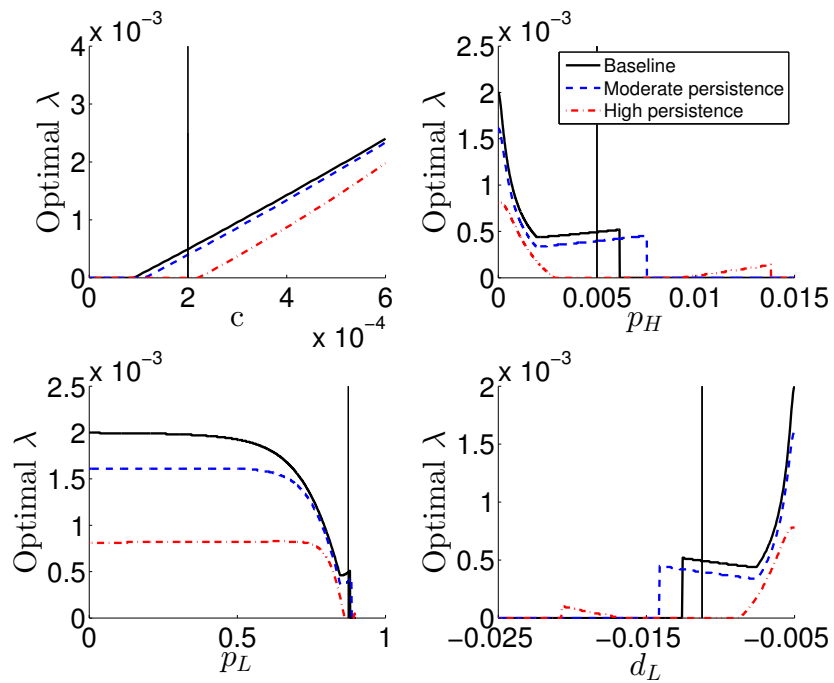 x 10−3
x 10−3
Optimal λ
4
3
2
1
0
0
2
4
6
c
x 10−4
Optimal λ
2.5
2
1.5
1
0.5
0
0
0.005
0.01
0.015
pH
Baseline
Moderate persistence
High persistence
x 10−3
x 10−3
Optimal λ
2.5
2
1.5
1
0.5
0
0
0.5
1
pL
Optimal λ
2
1.5
1
0.5
0
−0.025
−0.015
−0.005
dL